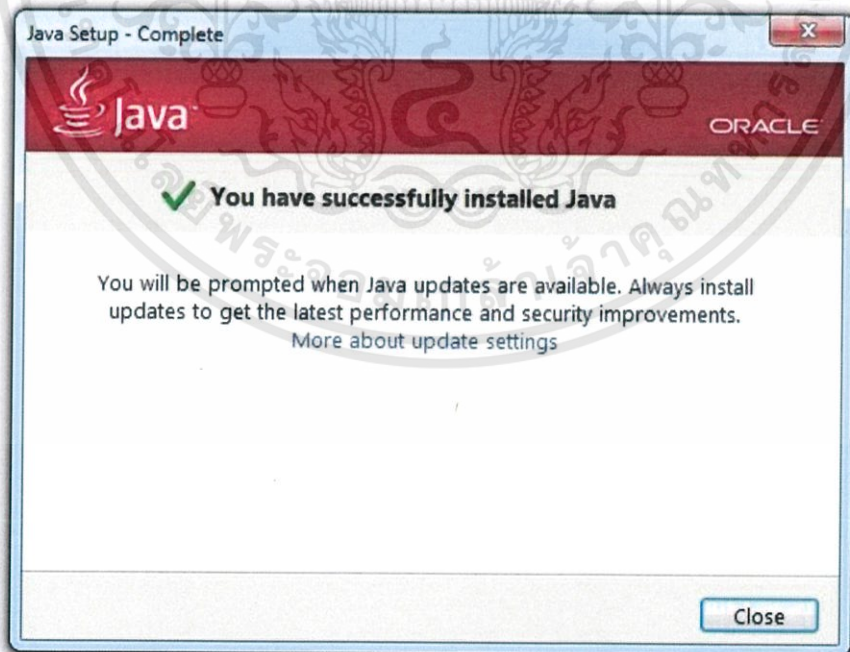 Java Setup - Complete
Java
ORACLE
You have successfully installed Java
You will be prompted when Java updates are available. Always install
updates to get the latest performance and security improvements.
More about update settings
Close